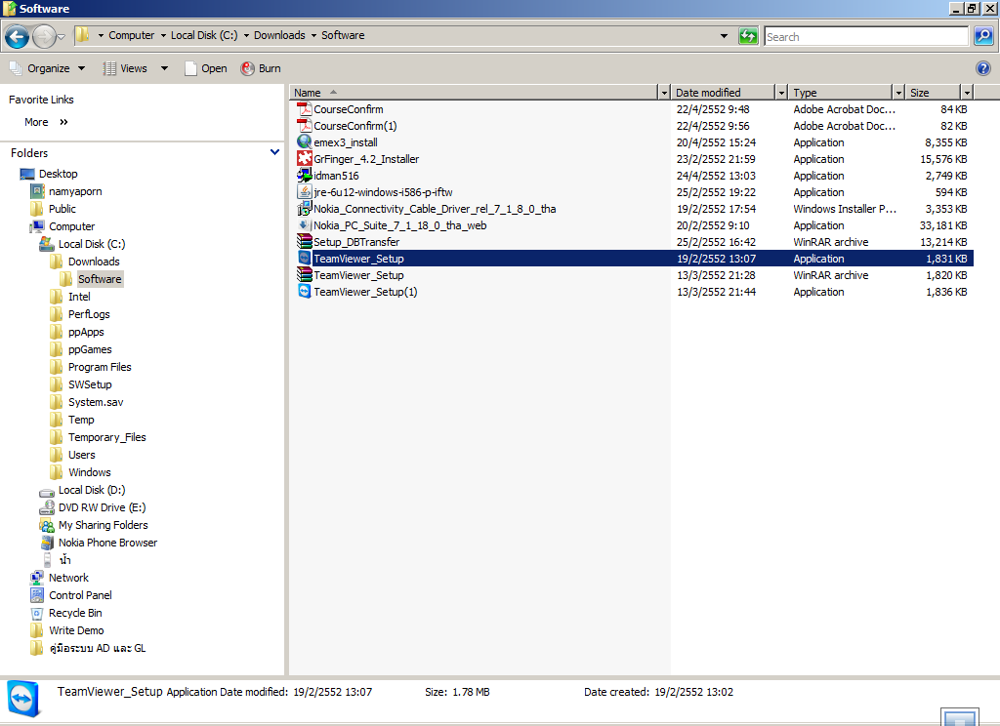 Software
Computer Local Disk (C:) Downloads Software
Search
Organize Views Open Burn
Favorite Links
More »
Folders
Desktop
namyaporn
Public
Computer
Local Disk (C:)
Downloads
Software
Intel
PerfLogs
ppApps
ppGames
Program Files
SWSetup
System.sav
Temp
Temporary_Files
Users
Windows
Local Disk (D:)
DVD RW Drive (E:)
My Sharing Folders
Nokia Phone Browser
น้ำ
Network
Control Panel
Recycle Bin
Write Demo
คู่มือระบบ AD และ GL
Name Date modified Type Size
CourseConfirm 22/4/2552 9:48 Adobe Acrobat Doc... 84 KB
CourseConfirm(1) 22/4/2552 9:56 Adobe Acrobat Doc... 82 KB
emex3_install 20/4/2552 15:24 Application 8,355 KB
GrFinger_4.2_Installer 23/2/2552 21:59 Application 15,576 KB
idman516 24/4/2552 13:03 Application 2,749 KB
jre-6u12-windows-i586-p-iftw 25/2/2552 19:22 Application 594 KB
Nokia_Connectivity_Cable_Driver_rel_7_1_8_0_tha 19/2/2552 17:54 Windows Installer P... 3,353 KB
Nokia_PC_Suite_7_1_18_0_tha_web 20/2/2552 9:10 Application 33,181 KB
Setup_DBTransfer 25/2/2552 16:42 WinRAR archive 13,214 KB
TeamViewer_Setup 19/2/2552 13:07 Application 1,831 KB
TeamViewer_Setup 13/3/2552 21:28 WinRAR archive 1,820 KB
TeamViewer_Setup(1) 13/3/2552 21:44 Application 1,836 KB
TeamViewer_Setup Application Date modified: 19/2/2552 13:07 Size: 1.78 MB Date created: 19/2/2552 13:02